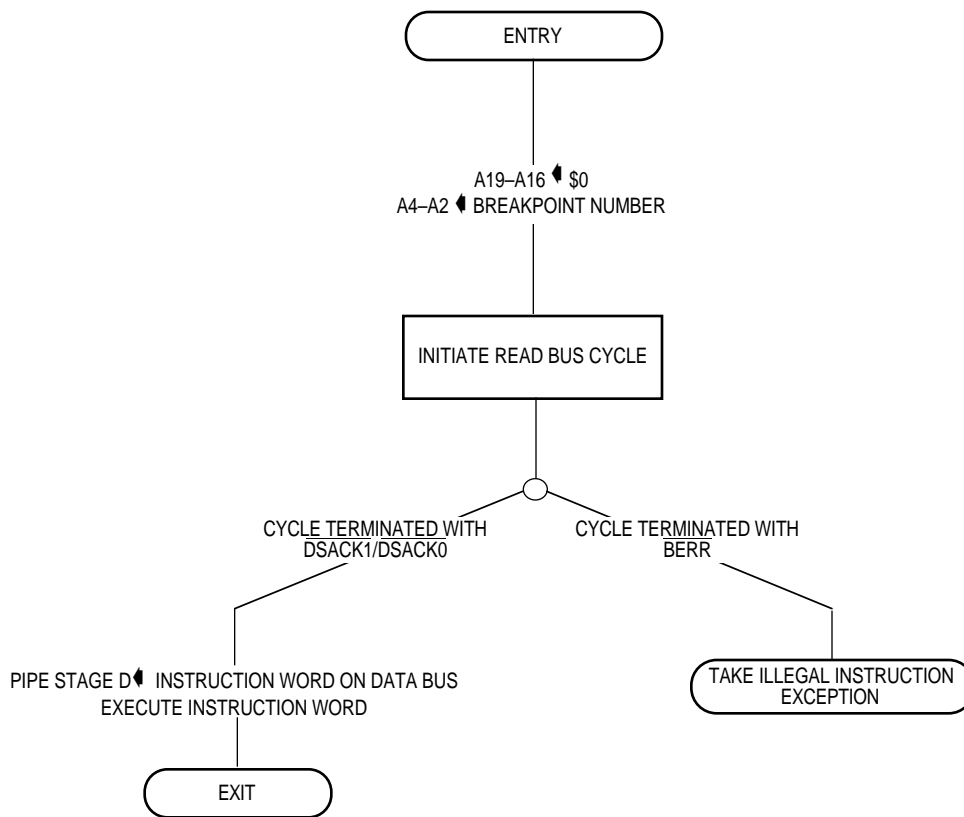 ENTRY
A19–A16 ← $0
A4–A2 ← BREAKPOINT NUMBER
INITIATE READ BUS CYCLE
CYCLE TERMINATED WITH
DSACK1/DSACK0
CYCLE TERMINATED WITH
BERR
PIPE STAGE D ← INSTRUCTION WORD ON DATA BUS
EXECUTE INSTRUCTION WORD
TAKE ILLEGAL INSTRUCTION
EXCEPTION
EXIT